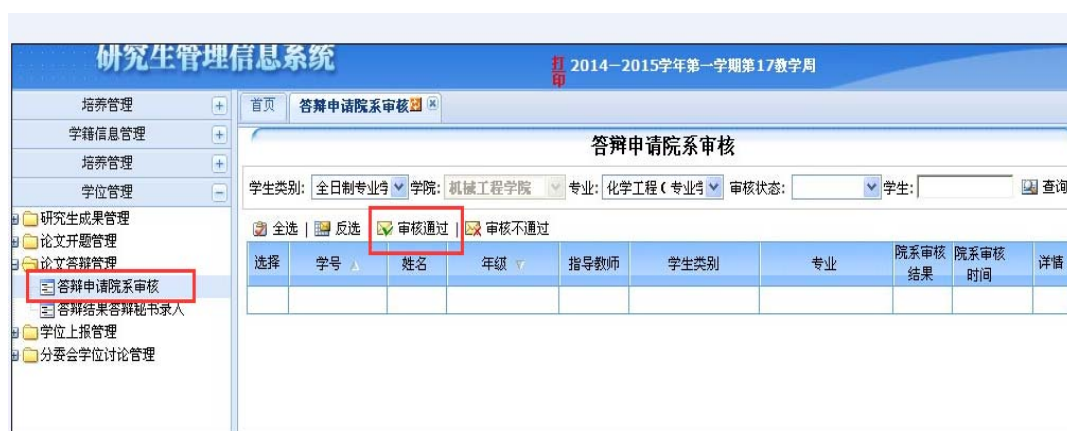 研究生管理信息系统
打印
2014－2015学年第一学期第17教学周
培养管理
学籍信息管理
培养管理
学位管理
研究生成果管理
论文开题管理
论文答辩管理
答辩申请院系审核
答辩结果答辩秘书录入
学位上报管理
分委会学位讨论管理
首页 答辩申请院系审核
答辩申请院系审核
学生类别: 全日制专业学 学院: 机械工程学院 专业: 化学工程(专业学 审核状态: 学生: 查询
全选 | 反选 审核通过 | 审核不通过
选择 学号 姓名 年级 指导教师 学生类别 专业 院系审核结果 院系审核时间 详情